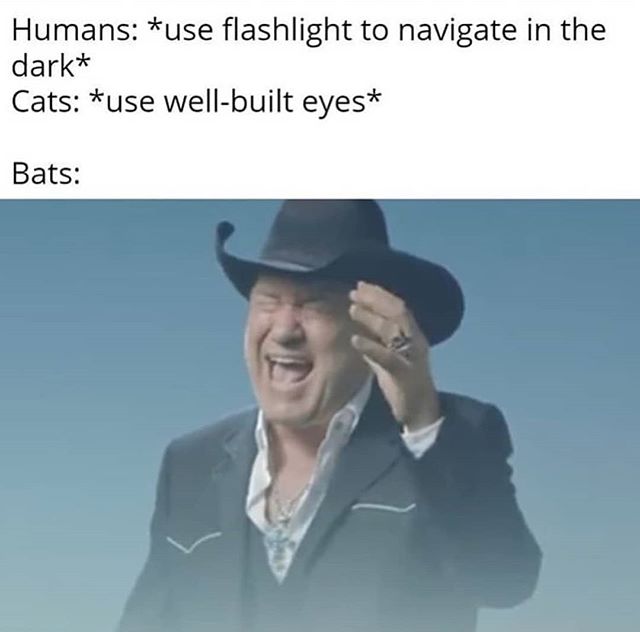 Humans: *use flashlight to navigate in the
dark*
Cats: *use well-built eyes*
Bats: